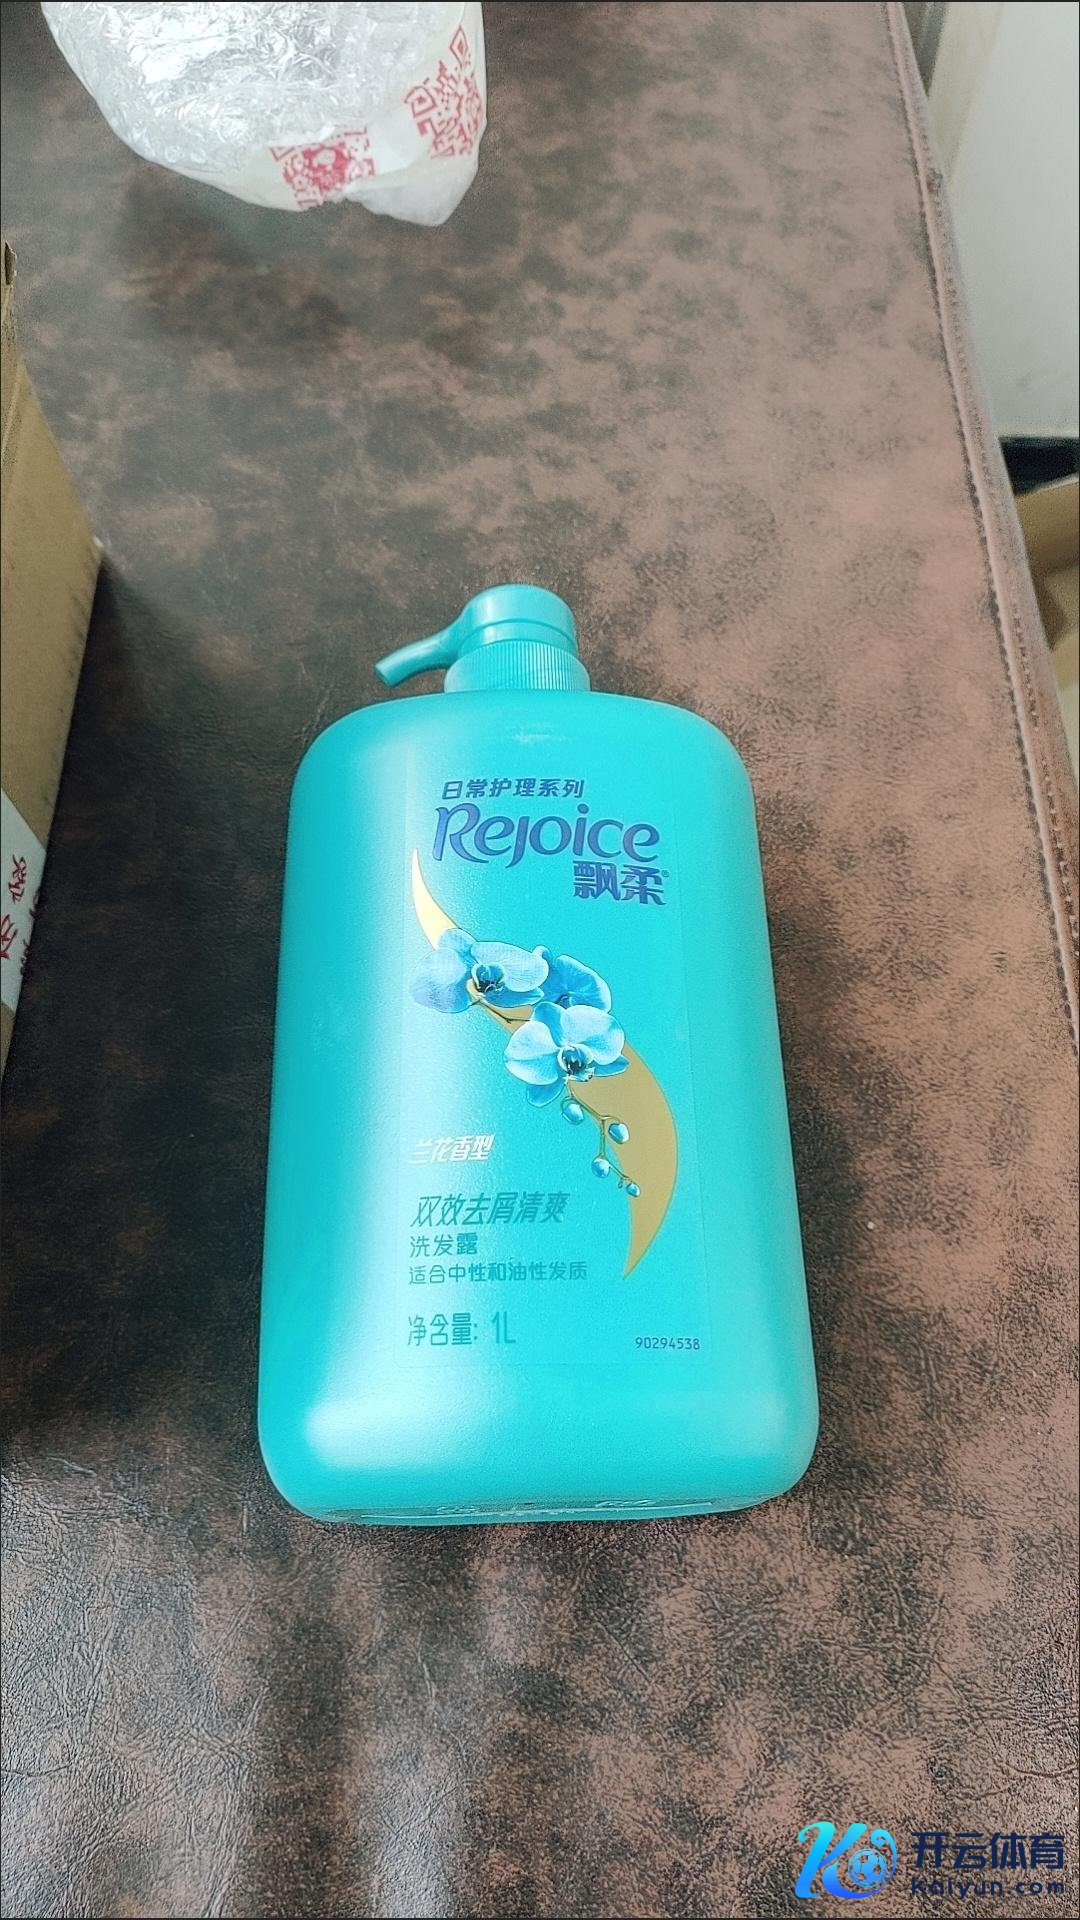 日常护理系列
Rejoice
飘柔®
兰花香型
双效去屑清爽
洗发露
适合中性和油性发质
净含量: 1L
90294538
开云体育
kaiyun.com